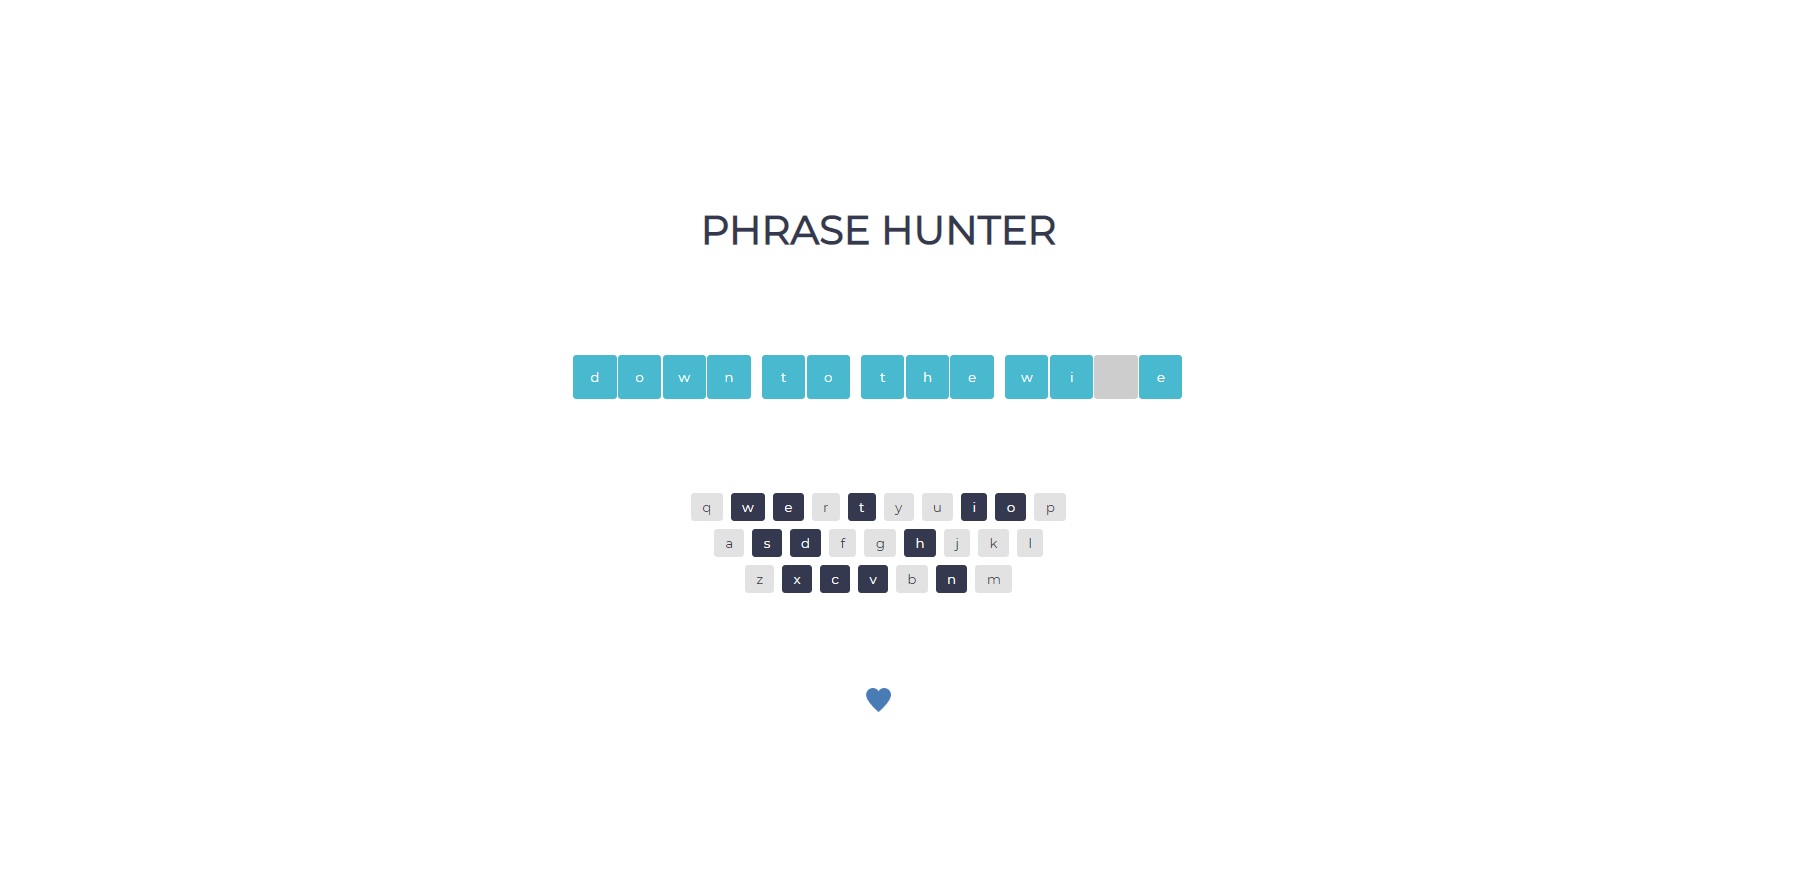 PHRASE HUNTER
d o w n t o t h e w i e
q w e r t y u i o p
a s d f g h j k l
z x c v b n m